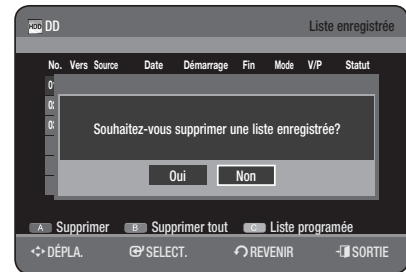 HDD DD Liste enregistrée
No. Vers Source Date Démarrage Fin Mode V/P Statut
Souhaitez-vous supprimer une liste enregistrée?
Oui Non
A Supprimer B Supprimer tout C Liste programée
DÉPLA. SELECT. REVENIR SORTIE